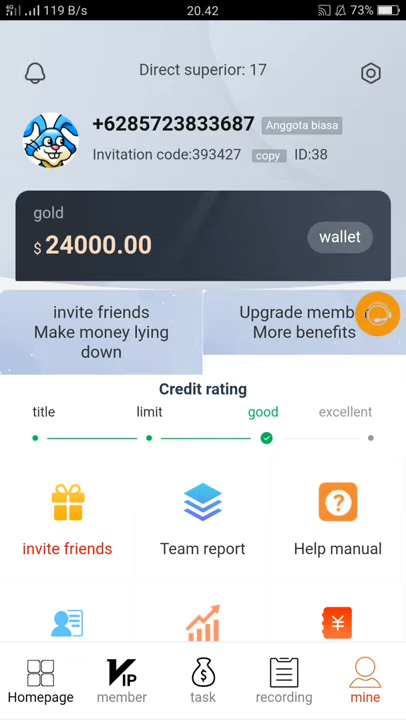 4G 119 B/s 20.42 73%
Direct superior: 17
+6285723833687 Anggota biasa
Invitation code:393427 copy ID:38
gold
$ 24000.00
wallet
invite friends
Make money lying
down
Upgrade memb
More benefits
Credit rating
title limit good excellent
invite friends Team report Help manual
Homepage member task recording mine